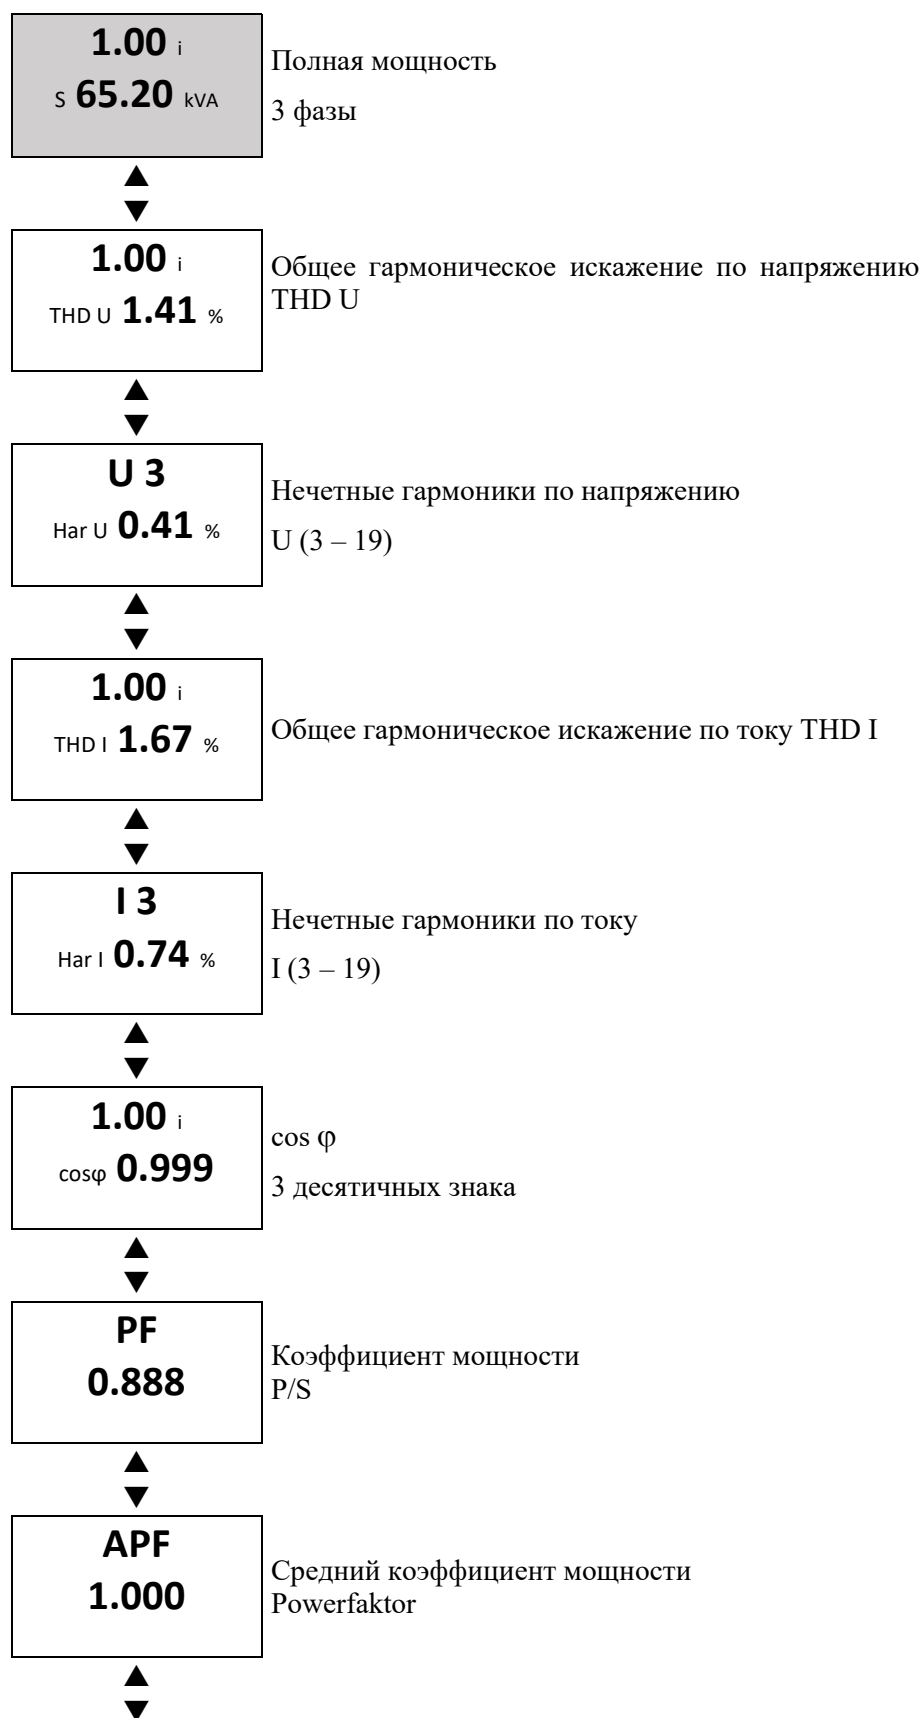 1.00 i
S 65.20 kVA
Полная мощность
3 фазы
1.00 i
THD U 1.41 %
Общее гармоническое искажение по напряжению
THD U
U 3
Har U 0.41 %
Нечетные гармоники по напряжению
U (3 – 19)
1.00 i
THD I 1.67 %
Общее гармоническое искажение по току THD I
I 3
Har I 0.74 %
Нечетные гармоники по току
I (3 – 19)
1.00 i
cosφ 0.999
cos φ
3 десятичных знака
PF
0.888
Коэффициент мощности
P/S
APF
1.000
Средний коэффициент мощности
Powerfaktor